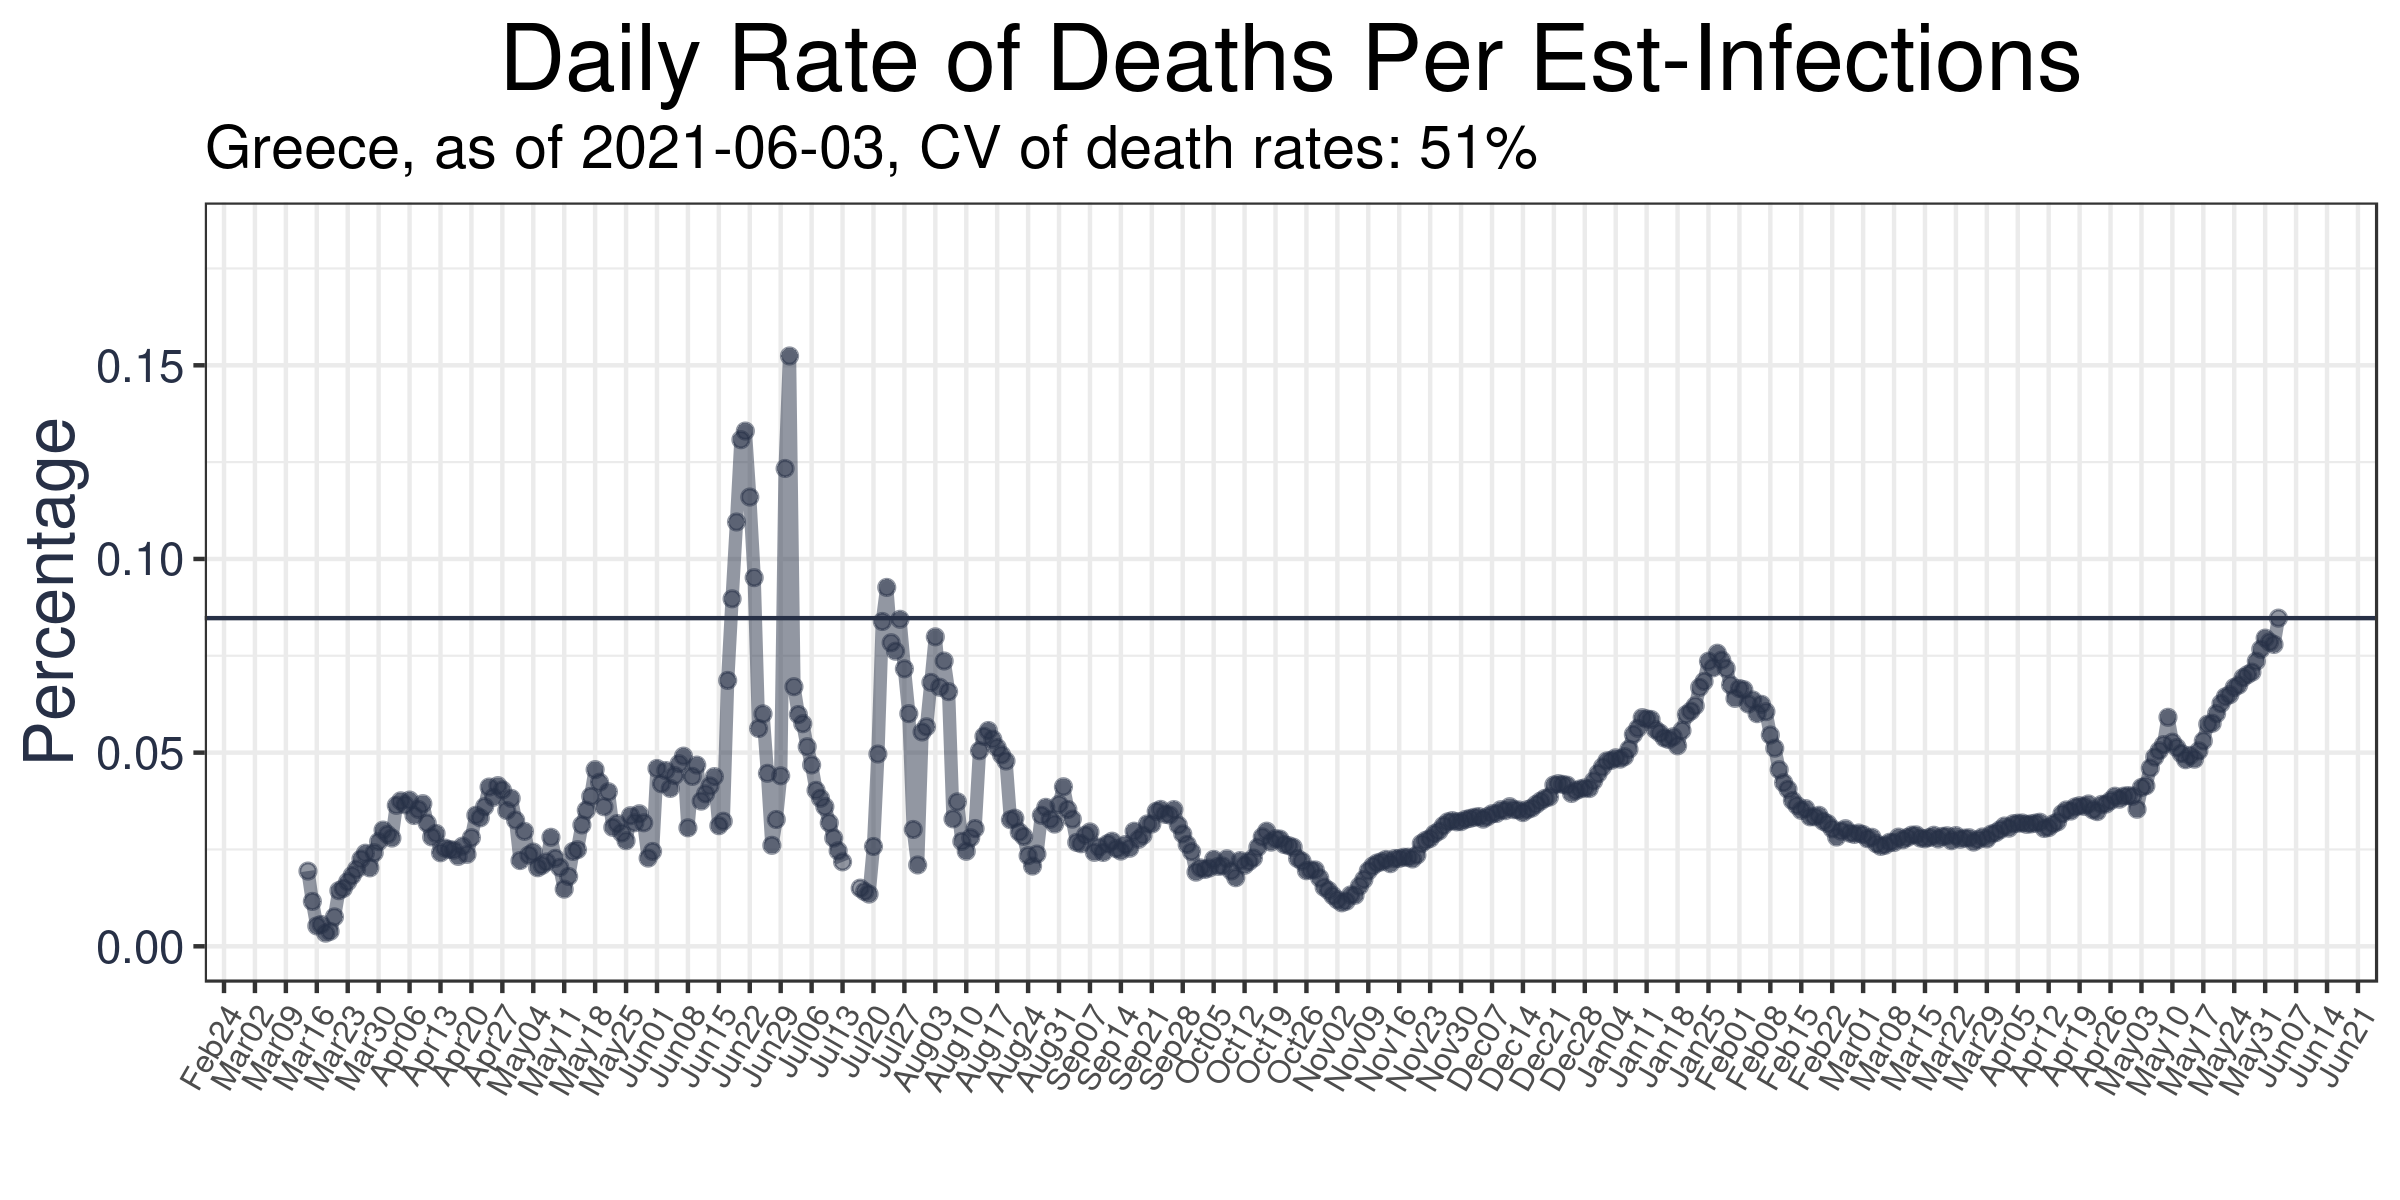 Daily Rate of Deaths Per Est-Infections
Greece, as of 2021-06-03, CV of death rates: 51%
Percentage
0.15
0.10
0.05
0.00
Feb24
Mar02
Mar09
Mar16
Mar23
Mar30
Apr06
Apr13
Apr20
Apr27
May04
May11
May18
May25
Jun01
Jun08
Jun15
Jun22
Jun29
Jul06
Jul13
Jul20
Jul27
Aug03
Aug10
Aug17
Aug24
Aug31
Sep07
Sep14
Sep21
Sep28
Oct05
Oct12
Oct19
Oct26
Nov02
Nov09
Nov16
Nov23
Nov30
Dec07
Dec14
Dec21
Dec28
Jan04
Jan11
Jan18
Jan25
Feb01
Feb08
Feb15
Feb22
Mar01
Mar08
Mar15
Mar22
Mar29
Apr05
Apr12
Apr19
Apr26
May03
May10
May17
May24
May31
Jun07
Jun14
Jun21